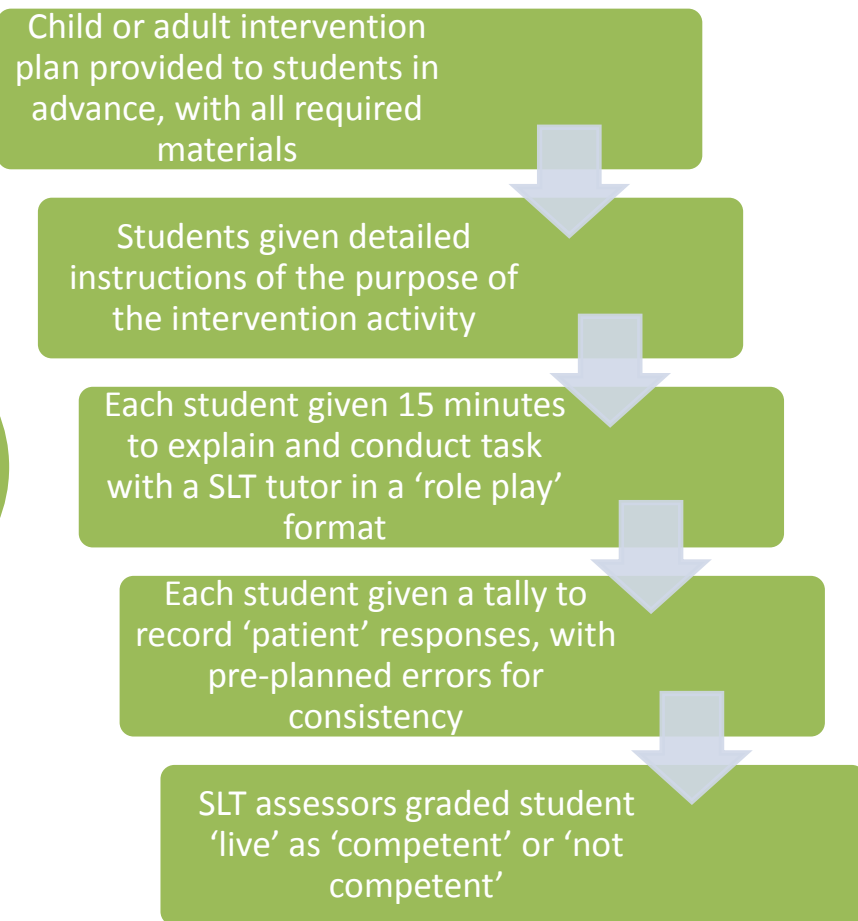 Child or adult intervention
plan provided to students in
advance, with all required
materials
Students given detailed
instructions of the purpose of
the intervention activity
Each student given 15 minutes
to explain and conduct task
with a SLT tutor in a ‘role play’
format
Each student given a tally to
record ‘patient’ responses, with
pre-planned errors for
consistency
SLT assessors graded student
‘live’ as ‘competent’ or ‘not
competent’